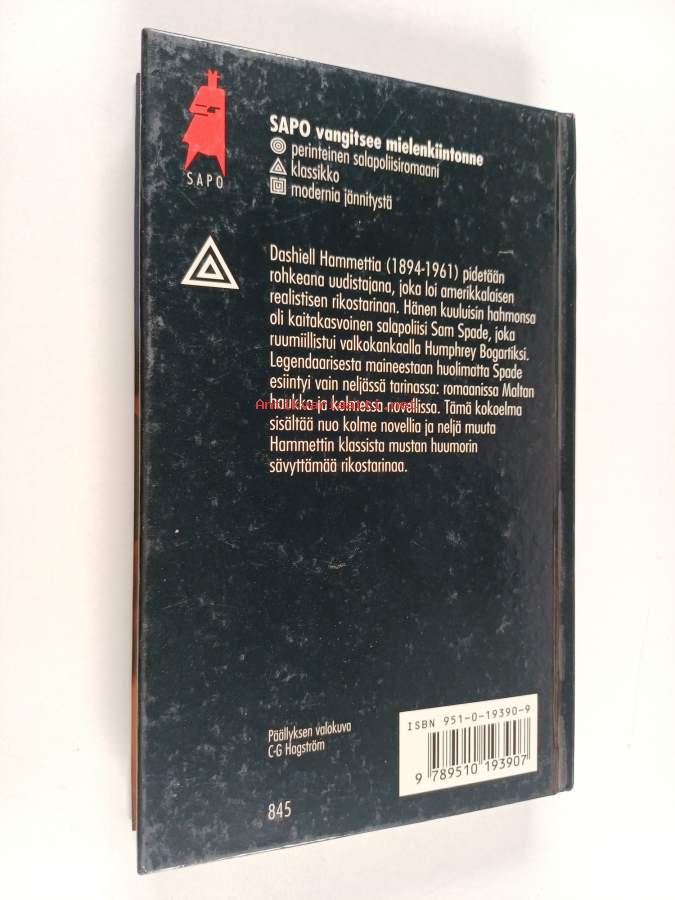 SAPO
SAPO vangitsee mielenkiintonne
perinteinen salapoliisiromaani
klassikko
modernia jännitystä
Dashiell Hammettia (1894-1961) pidetään
rohkeana uudistajana, joka loi amerikkalaisen
realistisen rikostarinan. Hänen kuuluisin hahmonsa
oli kaitakasvoinen salapoliisi Sam Spade, joka
ruumiillistui valkokankaalla Humphrey Bogartiksi.
Legendaarisesta maineestaan huolimatta Spade
esiintyi vain neljässä tarinassa: romaanissa Maltan
haukka ja kolmessa novellissa. Tämä kokoelma
sisältää nuo kolme novellia ja neljä muuta
Hammettin klassista mustan huumorin
sävyttämää rikostarinaa.
Päällyksen valokuva
C-G Hagström
845
ISBN 951-0-19390-9
9 789510 193907